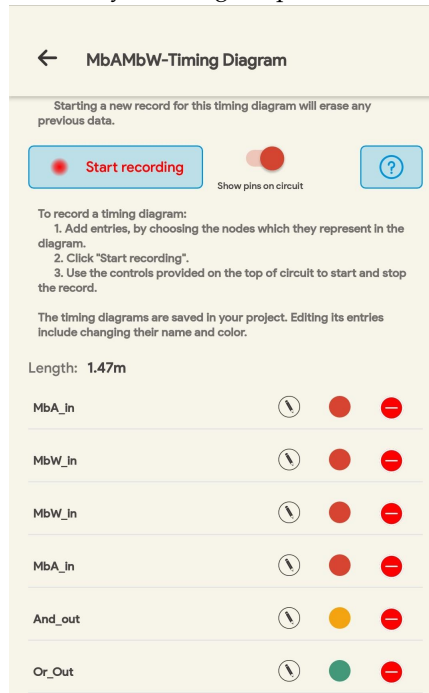 MbAMbW-Timing Diagram
Starting a new record for this timing diagram will erase any
previous data.
Start recording
Show pins on circuit
?
To record a timing diagram:
1. Add entries, by choosing the nodes which they represent in the
diagram.
2. Click "Start recording".
3. Use the controls provided on the top of circuit to start and stop
the record.
The timing diagrams are saved in your project. Editing its entries
include changing their name and color.
Length: 1.47m
MbA_in
MbW_in
MbW_in
MbA_in
And_out
Or_Out